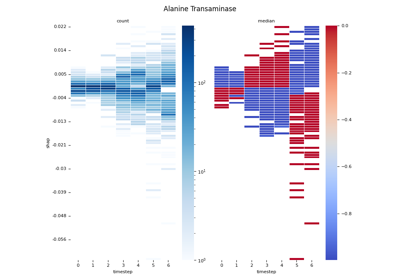 Alanine Transaminase
count
median
0.022
0.014
0.005
-0.004
-0.013
-0.021
-0.03
-0.039
-0.048
-0.056
shap
0 1 2 3 4 5 6
timestep
10²
10¹
10⁰
0 1 2 3 4 5 6
timestep
0.0
−0.2
−0.4
−0.6
−0.8